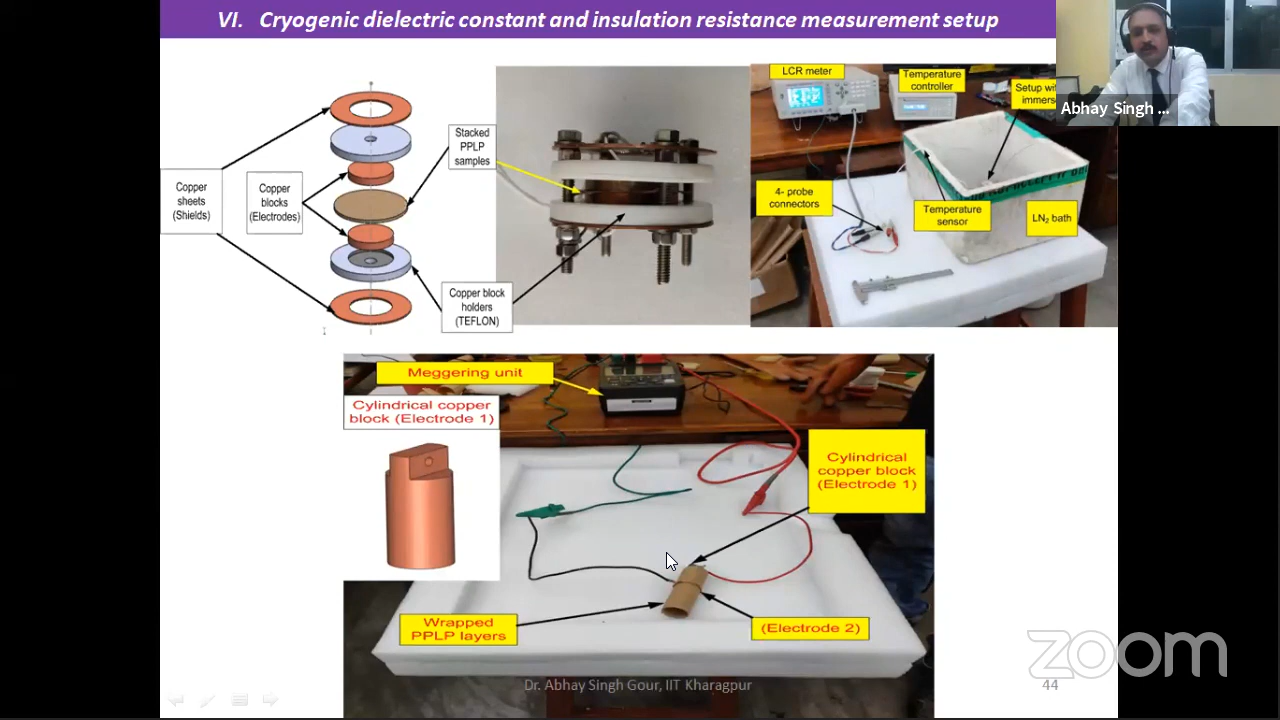 VI. Cryogenic dielectric constant and insulation resistance measurement setup
Abhay Singh ...
Copper
sheets
(Shields)
Copper
blocks
(Electrodes)
Stacked
PPLP
samples
Copper block
holders
(TEFLON)
LCR meter
Temperature
controller
Setup wit
immers
4- probe
connectors
Temperature
sensor
LN₂ bath
Meggering unit
Cylindrical copper
block (Electrode 1)
Cylindrical
copper block
(Electrode 1)
Wrapped
PPLP layers
(Electrode 2)
Dr. Abhay Singh Gour, IIT Kharagpur
44
zoom